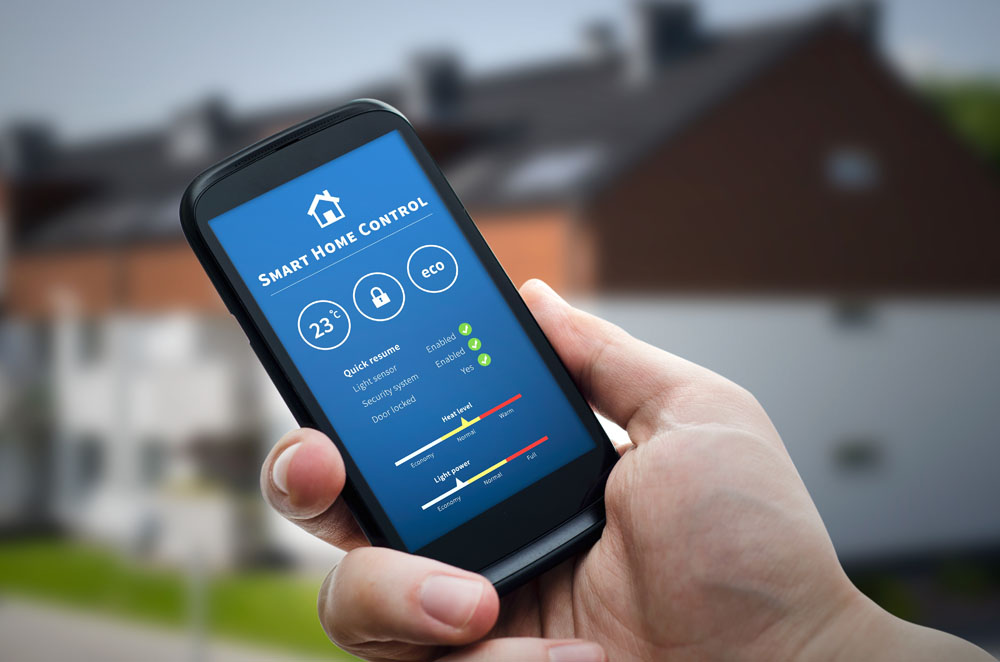 Smart Home Control
23°C
eco
Quick resume
Light sensor Enabled
Security system Enabled
Door locked Yes
Heat level
Economy Normal Warm
Light power
Economy Normal Full